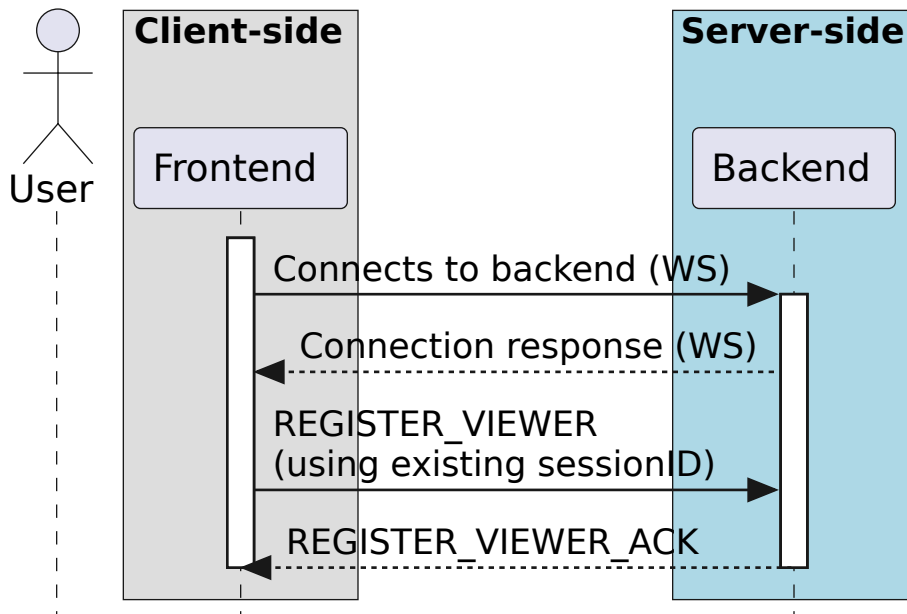 Client-side
Server-side
User
Frontend
Backend
Connects to backend (WS)
Connection response (WS)
REGISTER_VIEWER
(using existing sessionID)
REGISTER_VIEWER_ACK